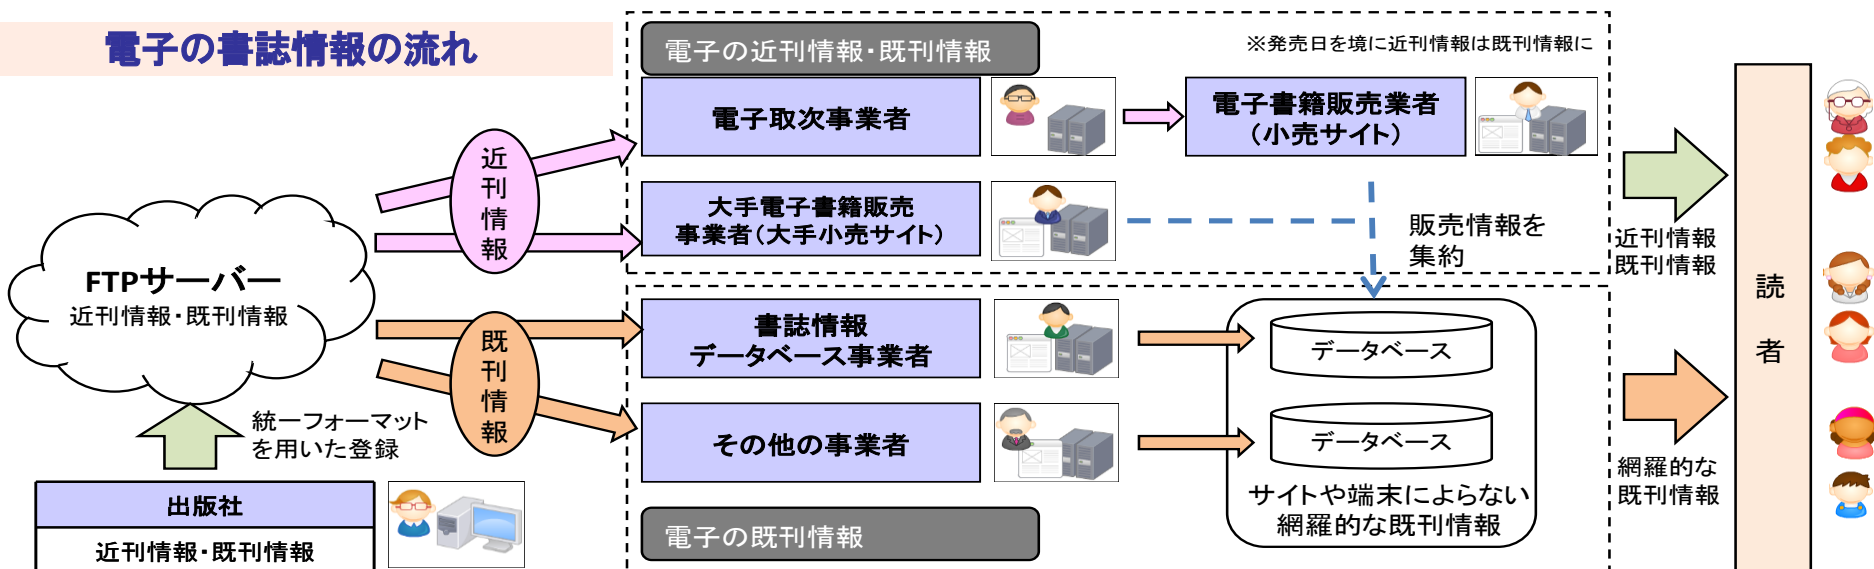 電子の書誌情報の流れ
電子の近刊情報・既刊情報
※発売日を境に近刊情報は既刊情報に
電子取次事業者
電子書籍販売業者
（小売サイト）
近刊情報
大手電子書籍販売
事業者（大手小売サイト）
販売情報を
集約
近刊情報
既刊情報
FTPサーバー
近刊情報・既刊情報
読者
既刊情報
書誌情報
データベース事業者
データベース
その他の事業者
データベース
サイトや端末によらない
網羅的な既刊情報
網羅的な
既刊情報
統一フォーマット
を用いた登録
出版社
近刊情報・既刊情報
電子の既刊情報